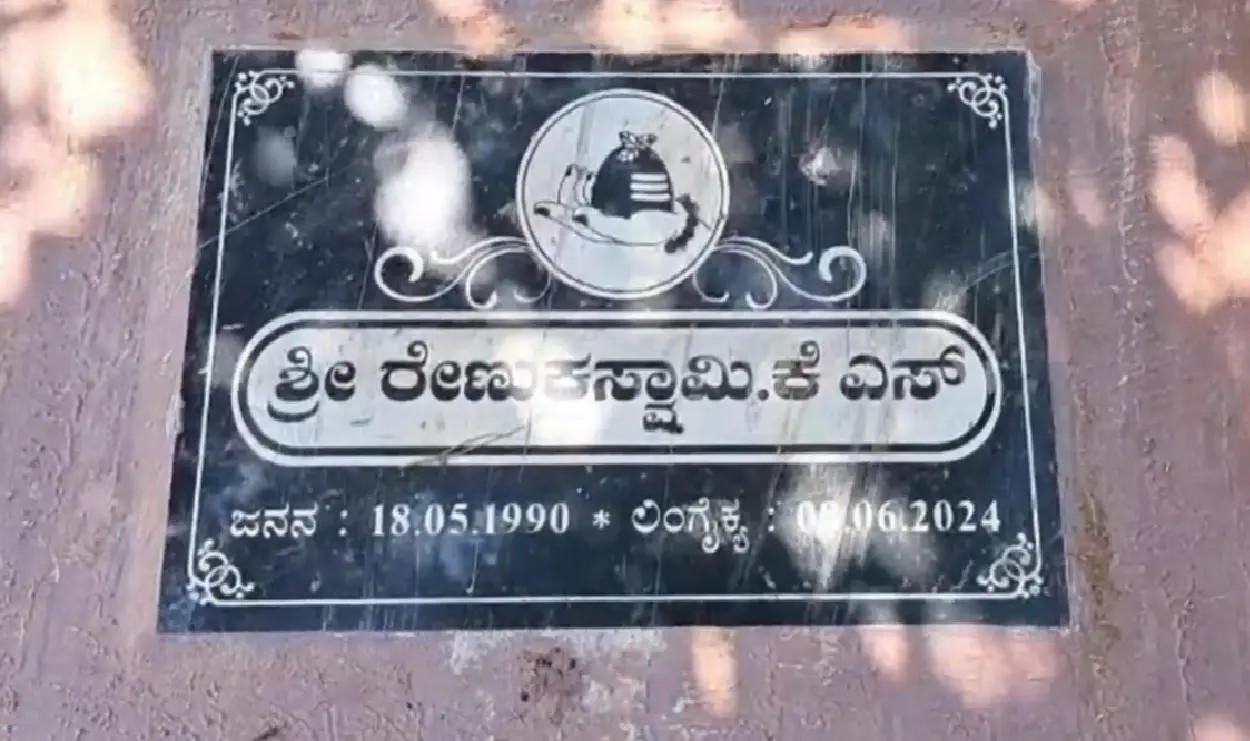 ಶ್ರೀ ರೇಣುಕಸ್ವಾಮಿ.ಕೆ ಎಸ್
ಜನನ : 18.05.1990 * ಲಿಂಗೈಕ್ಯ :